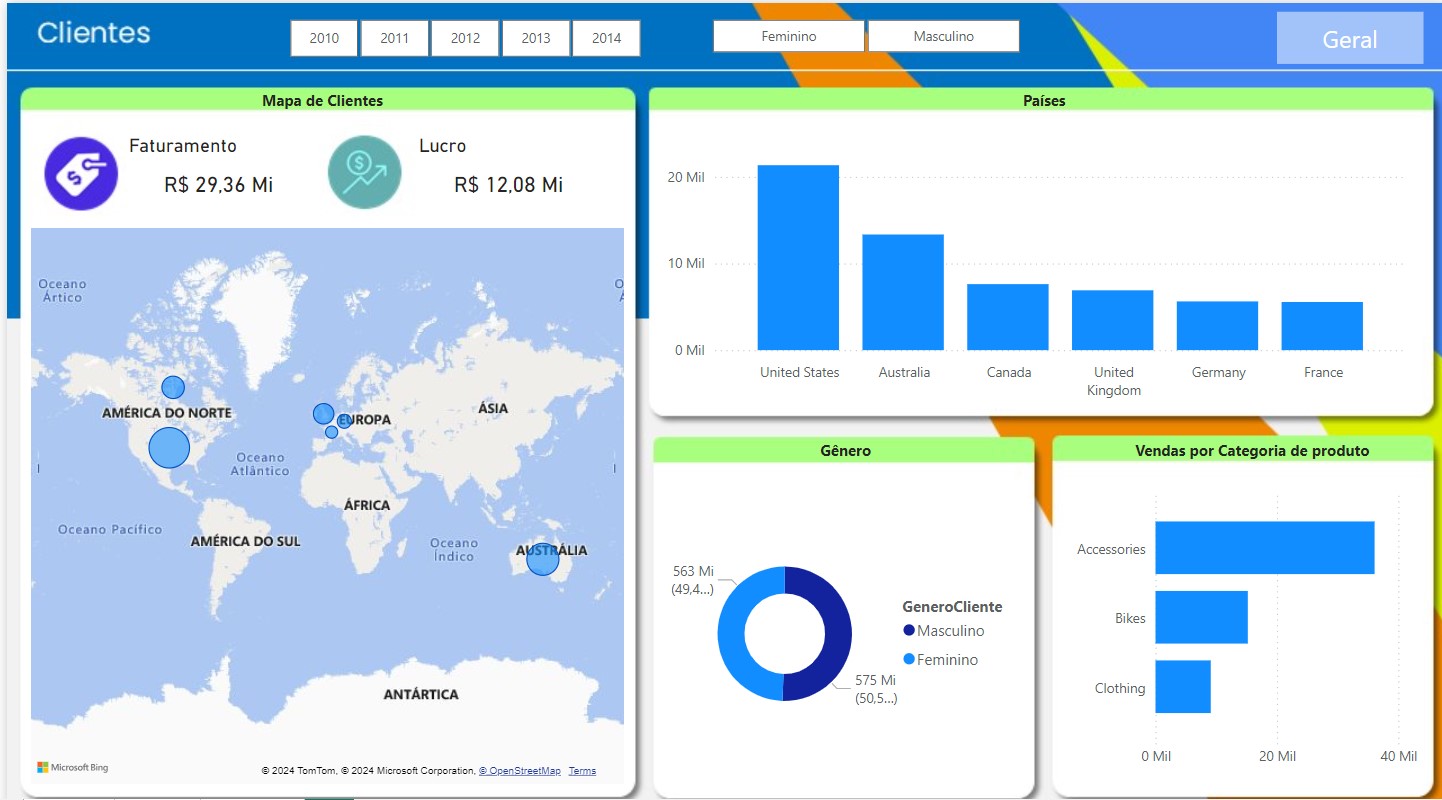 Clientes
2010
2011
2012
2013
2014
Feminino
Masculino
Geral
Mapa de Clientes
Faturamento
R$ 29,36 Mi
Lucro
R$ 12,08 Mi
Oceano
Ártico
AMÉRICA DO NORTE
EUROPA
ÁSIA
Oceano
Atlântico
ÁFRICA
Oceano Pacífico
AMÉRICA DO SUL
Oceano
Índico
AUSTRÁLIA
ANTÁRTICA
Microsoft Bing
© 2024 TomTom, © 2024 Microsoft Corporation, © OpenStreetMap Terms
Países
20 Mil
10 Mil
0 Mil
United States
Australia
Canada
United
Kingdom
Germany
France
Gênero
563 Mi
(49,4...)
575 Mi
(50,5...)
GeneroCliente
Masculino
Feminino
Vendas por Categoria de produto
Accessories
Bikes
Clothing
0 Mil
20 Mil
40 Mil